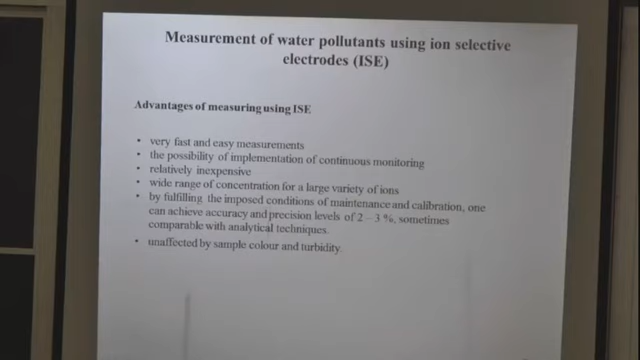 Measurement of water pollutants using ion selective
electrodes (ISE)
Advantages of measuring using ISE
• very fast and easy measurements
• the possibility of implementation of continuous monitoring
• relatively inexpensive
• wide range of concentration for a large variety of ions
• by fulfilling the imposed conditions of maintenance and calibration, one
can achieve accuracy and precision levels of 2 – 3 %, sometimes
comparable with analytical techniques.
• unaffected by sample colour and turbidity.